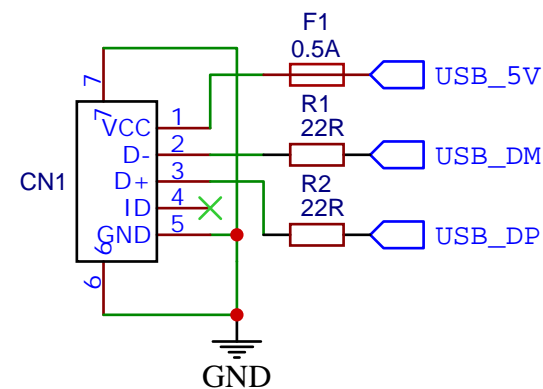 F1
0.5A
USB_5V
7
7
VCC 1
R1
22R
D- 2
USB_DM
CN1
D+ 3
R2
22R
ID 4
GND 5
USB_DP
6
6
GND